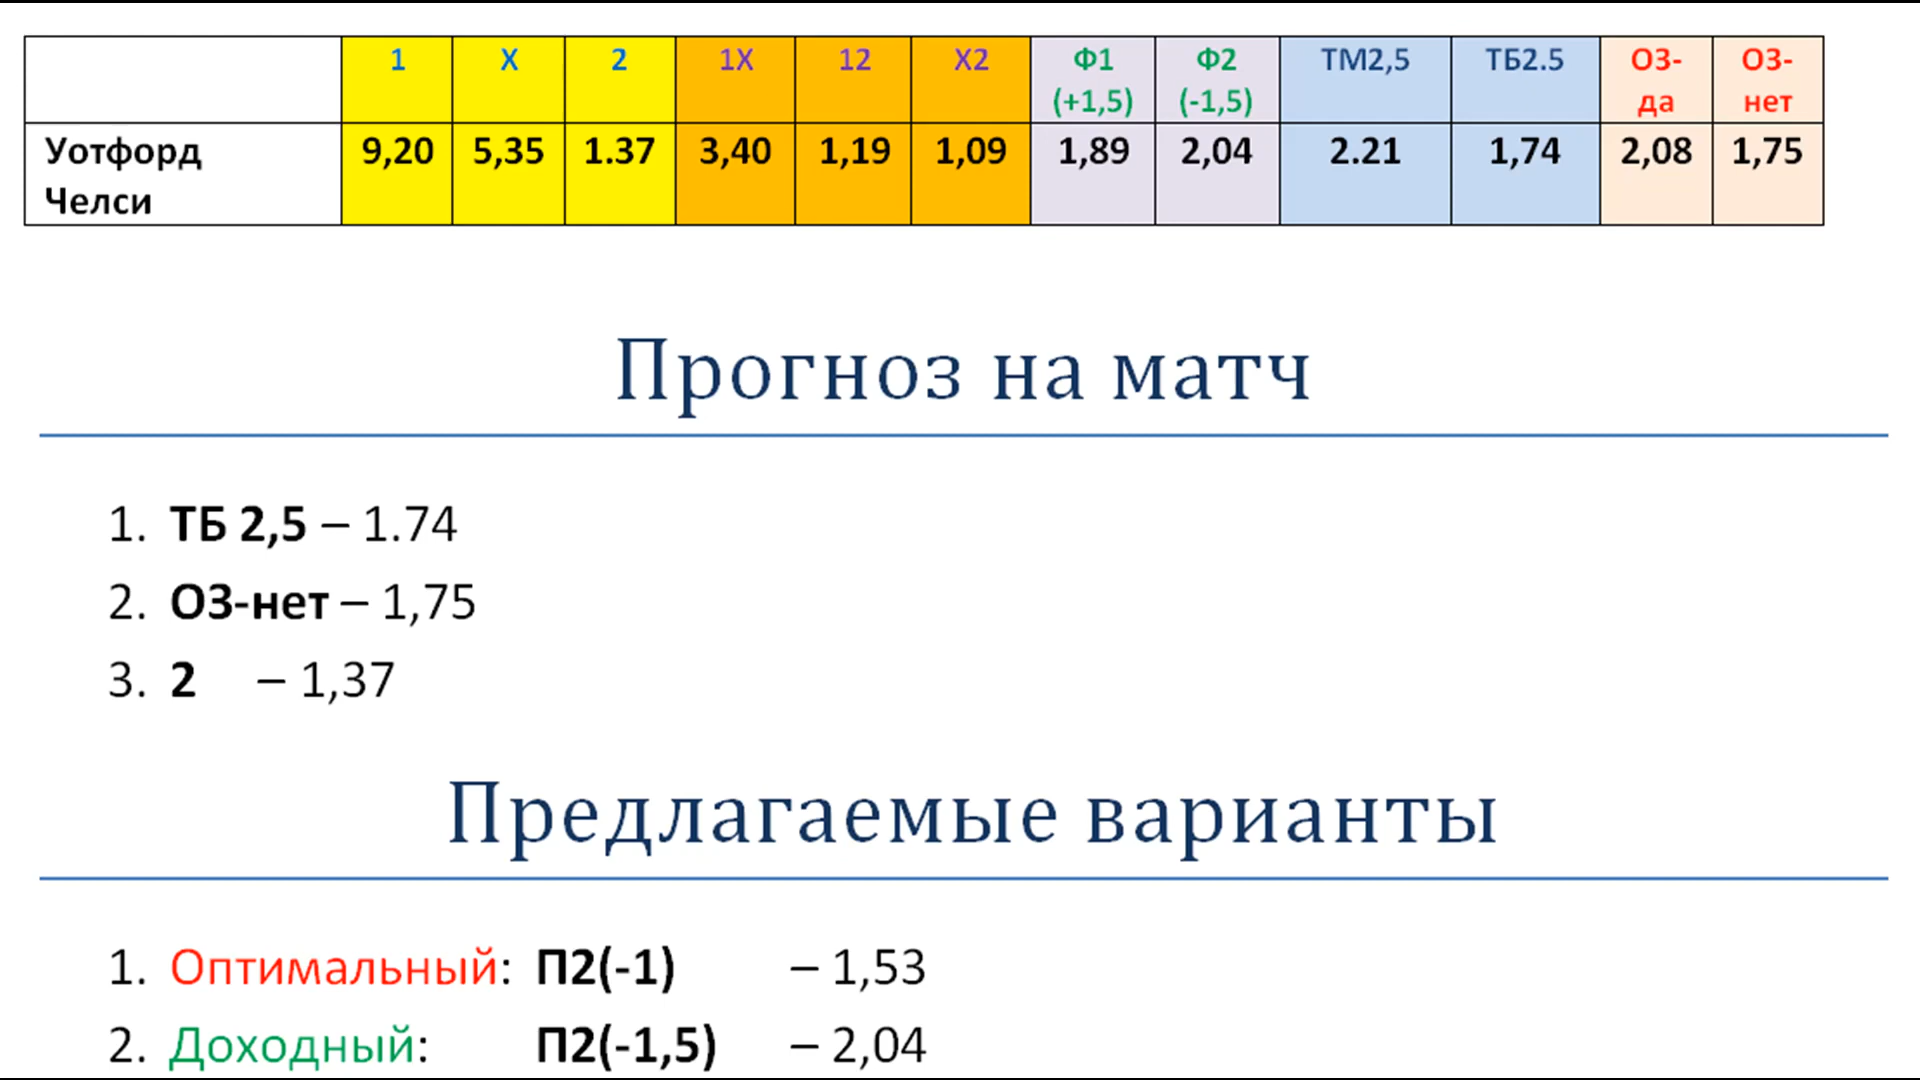 1 X 2 1X 12 X2 Ф1 (+1,5) Ф2 (-1,5) ТМ2,5 ТБ2.5 ОЗ-да ОЗ-нет
Уотфорд Челси 9,20 5,35 1.37 3,40 1,19 1,09 1,89 2,04 2.21 1,74 2,08 1,75
Прогноз на матч
1. ТБ 2,5 – 1.74
2. ОЗ-нет – 1,75
3. 2 – 1,37
Предлагаемые варианты
1. Оптимальный: П2(-1) – 1,53
2. Доходный: П2(-1,5) – 2,04